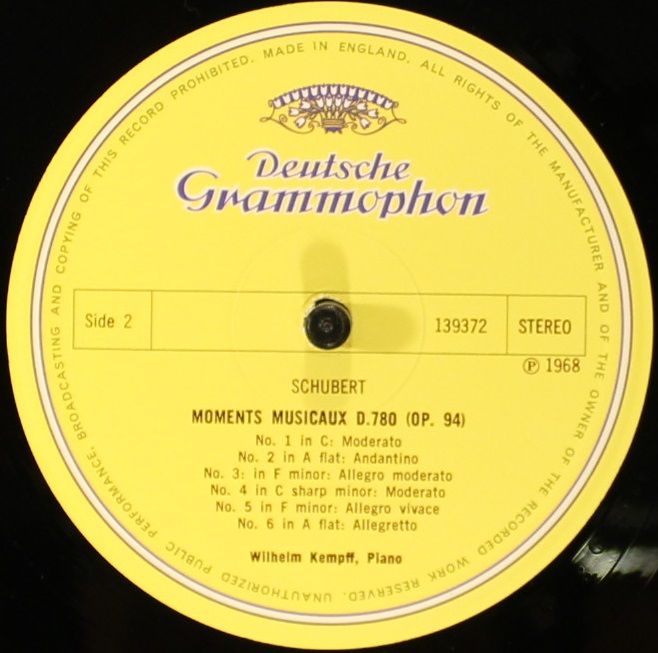 UNAUTHORIZED PUBLIC PERFORMANCE, BROADCASTING AND COPYING OF THIS RECORD PROHIBITED. MADE IN ENGLAND. ALL RIGHTS OF THE MANUFACTURER AND OF THE OWNER OF THE RECORDED WORK RESERVED.
Deutsche
Grammophon
Side 2 139372 STEREO
℗ 1968
SCHUBERT
MOMENTS MUSICAUX D.780 (OP. 94)
No. 1 in C: Moderato
No. 2 in A flat: Andantino
No. 3: in F minor: Allegro moderato
No. 4 in C sharp minor: Moderato
No. 5 in F minor: Allegro vivace
No. 6 in A flat: Allegretto
Wilhelm Kempff, Piano